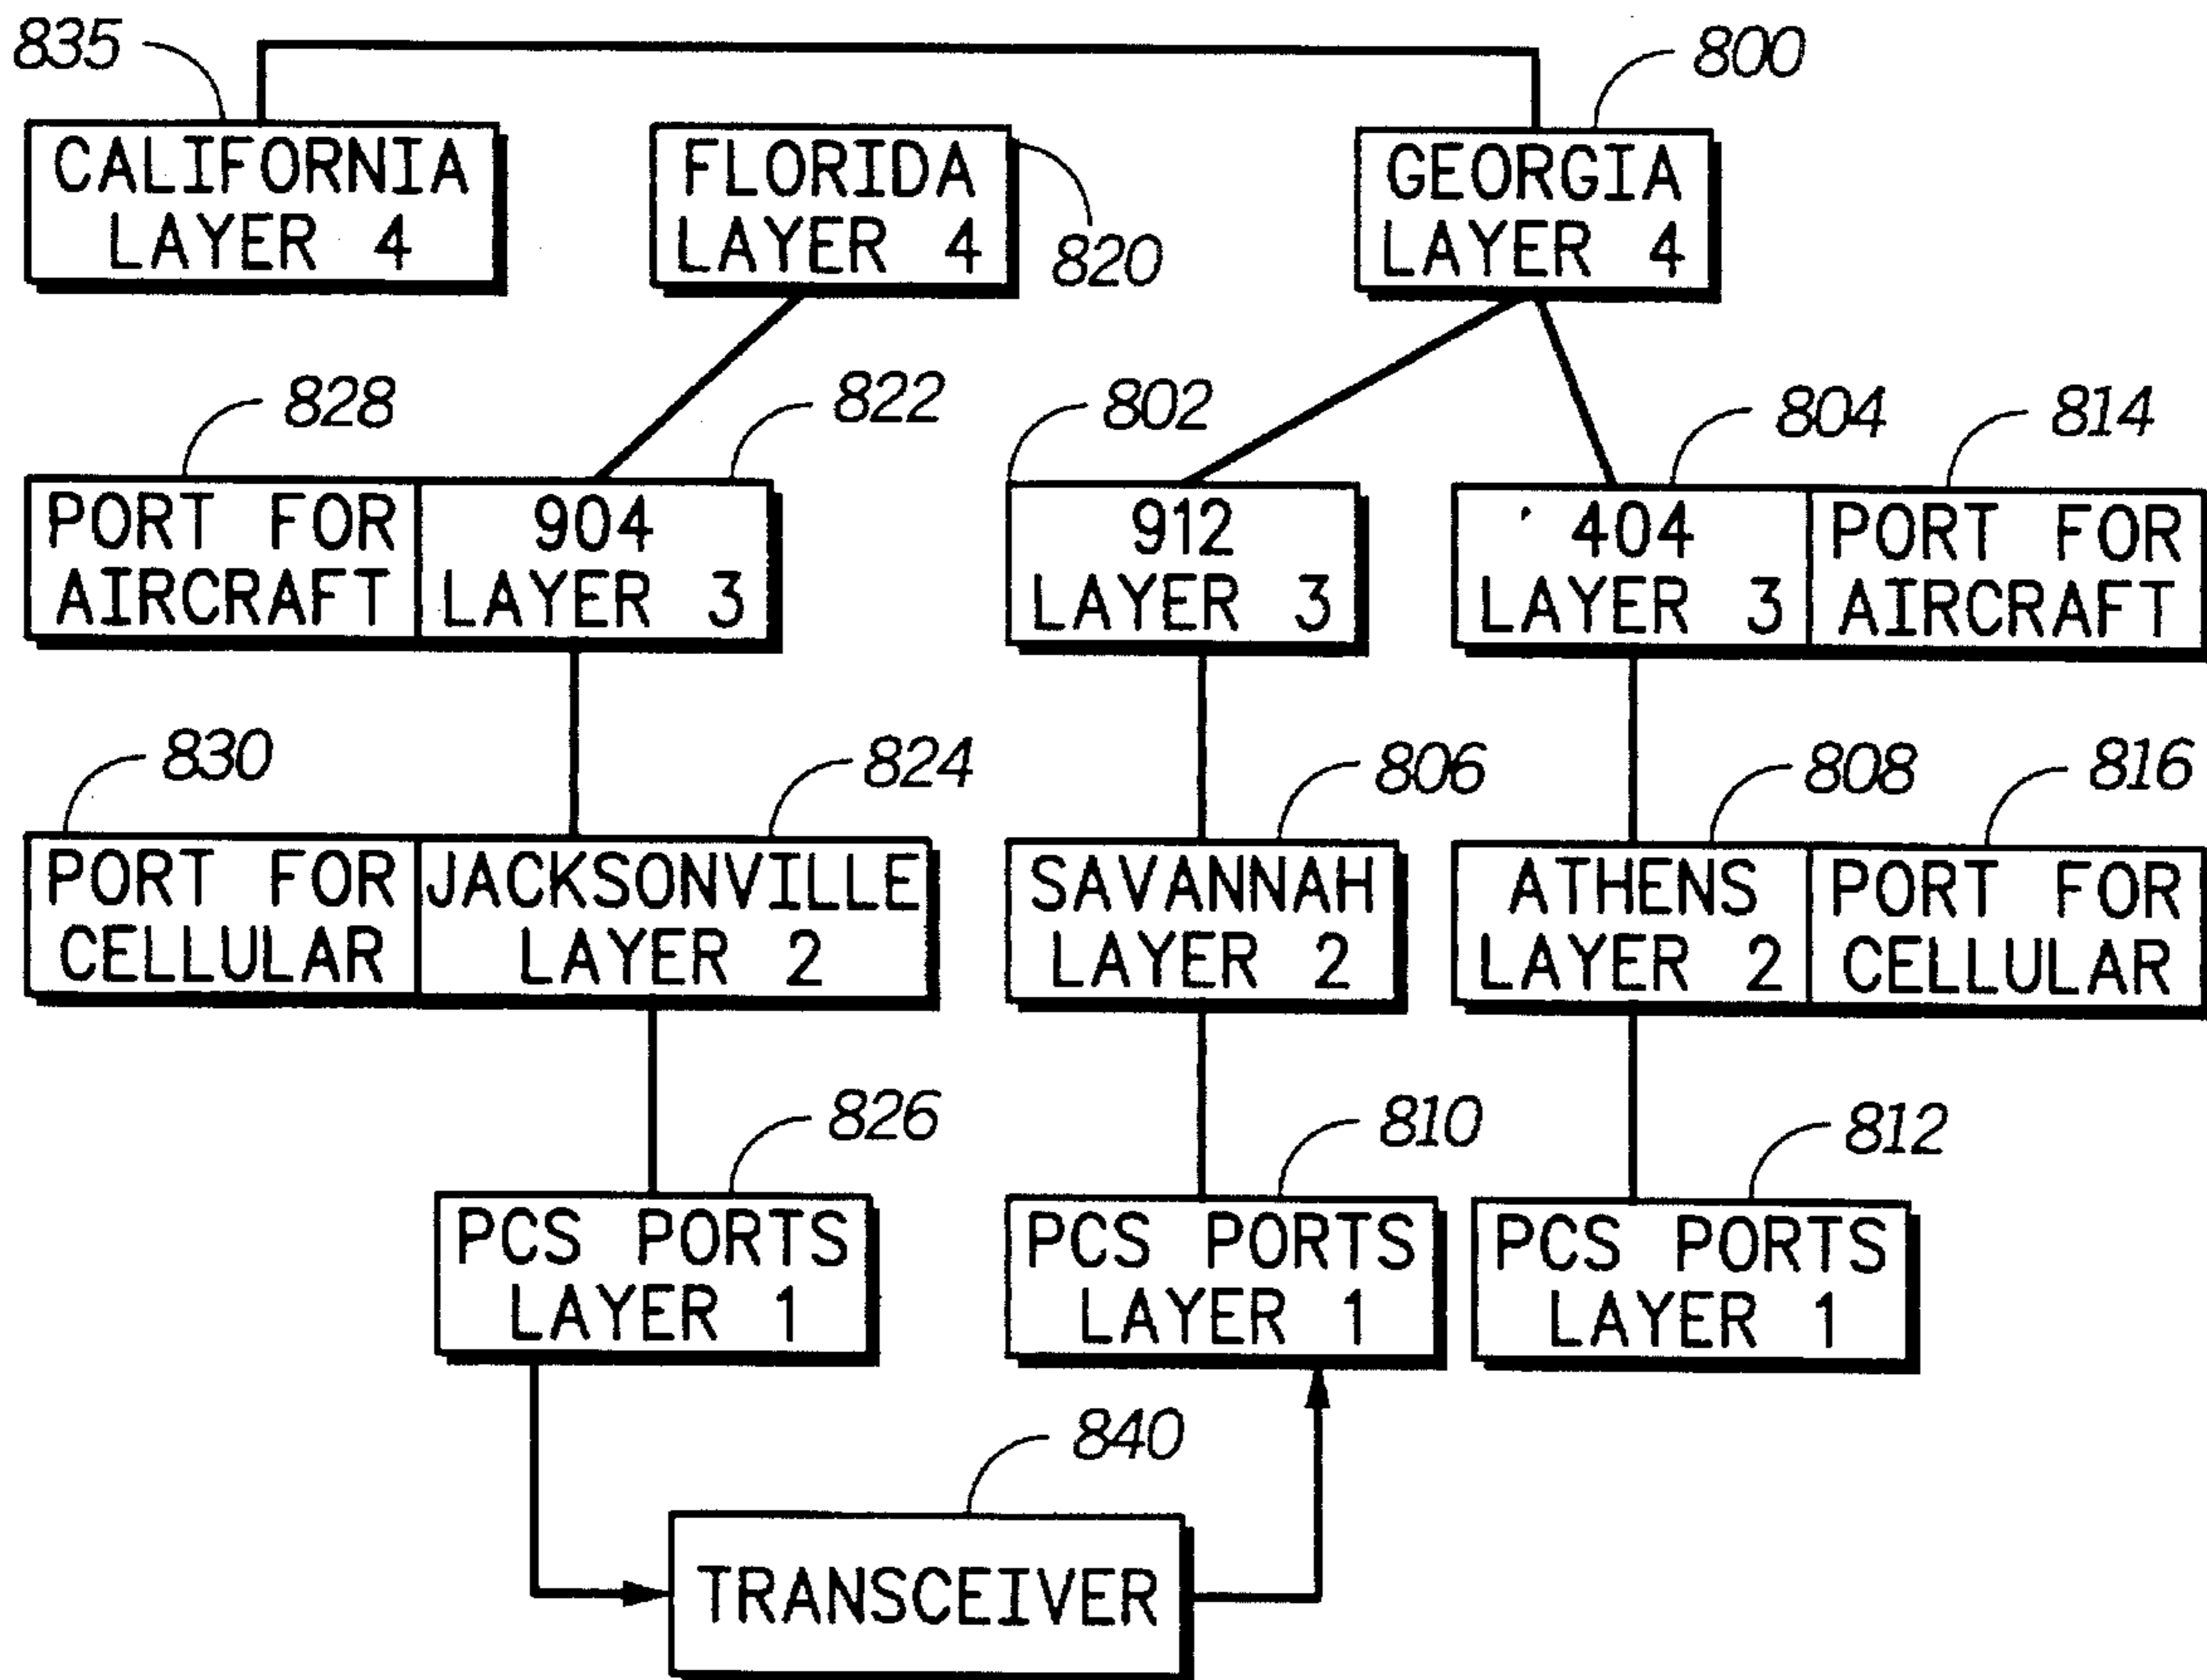 835
800
CALIFORNIA
LAYER 4
FLORIDA
LAYER 4
820
GEORGIA
LAYER 4
828
822
802
804
814
PORT FOR
AIRCRAFT
904
LAYER 3
912
LAYER 3
404
LAYER 3
PORT FOR
AIRCRAFT
830
824
806
808
816
PORT FOR
CELLULAR
JACKSONVILLE
LAYER 2
SAVANNAH
LAYER 2
ATHENS
LAYER 2
PORT FOR
CELLULAR
826
810
812
PCS PORTS
LAYER 1
PCS PORTS
LAYER 1
PCS PORTS
LAYER 1
840
TRANSCEIVER